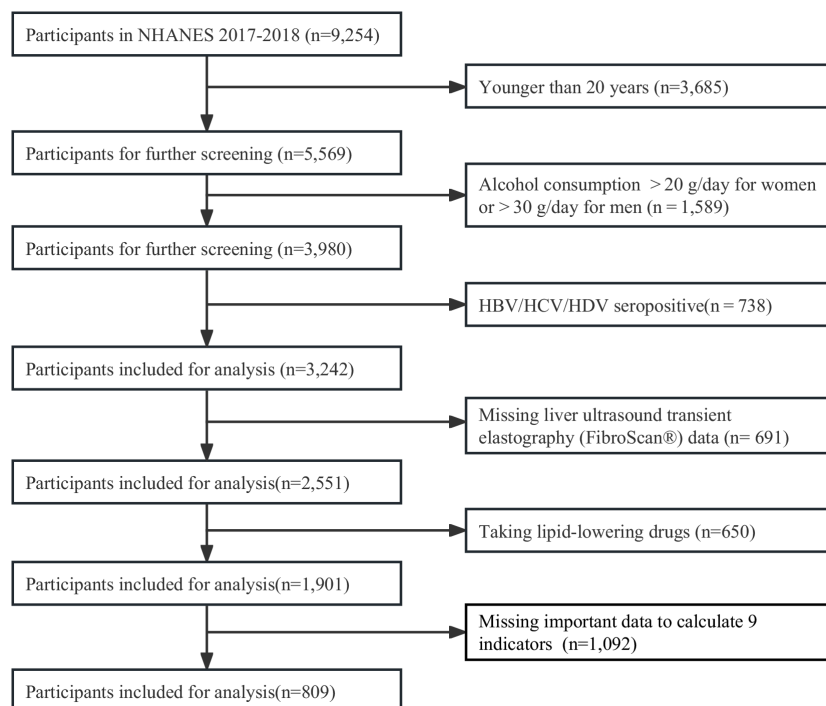 Participants in NHANES 2017-2018 (n=9,254)
Younger than 20 years (n=3,685)
Participants for further screening (n=5,569)
Alcohol consumption > 20 g/day for women
or > 30 g/day for men (n = 1,589)
Participants for further screening (n=3,980)
HBV/HCV/HDV seropositive(n = 738)
Participants included for analysis (n=3,242)
Missing liver ultrasound transient
elastography (FibroScan®) data (n= 691)
Participants included for analysis(n=2,551)
Taking lipid-lowering drugs (n=650)
Participants included for analysis(n=1,901)
Missing important data to calculate 9
indicators (n=1,092)
Participants included for analysis(n=809)